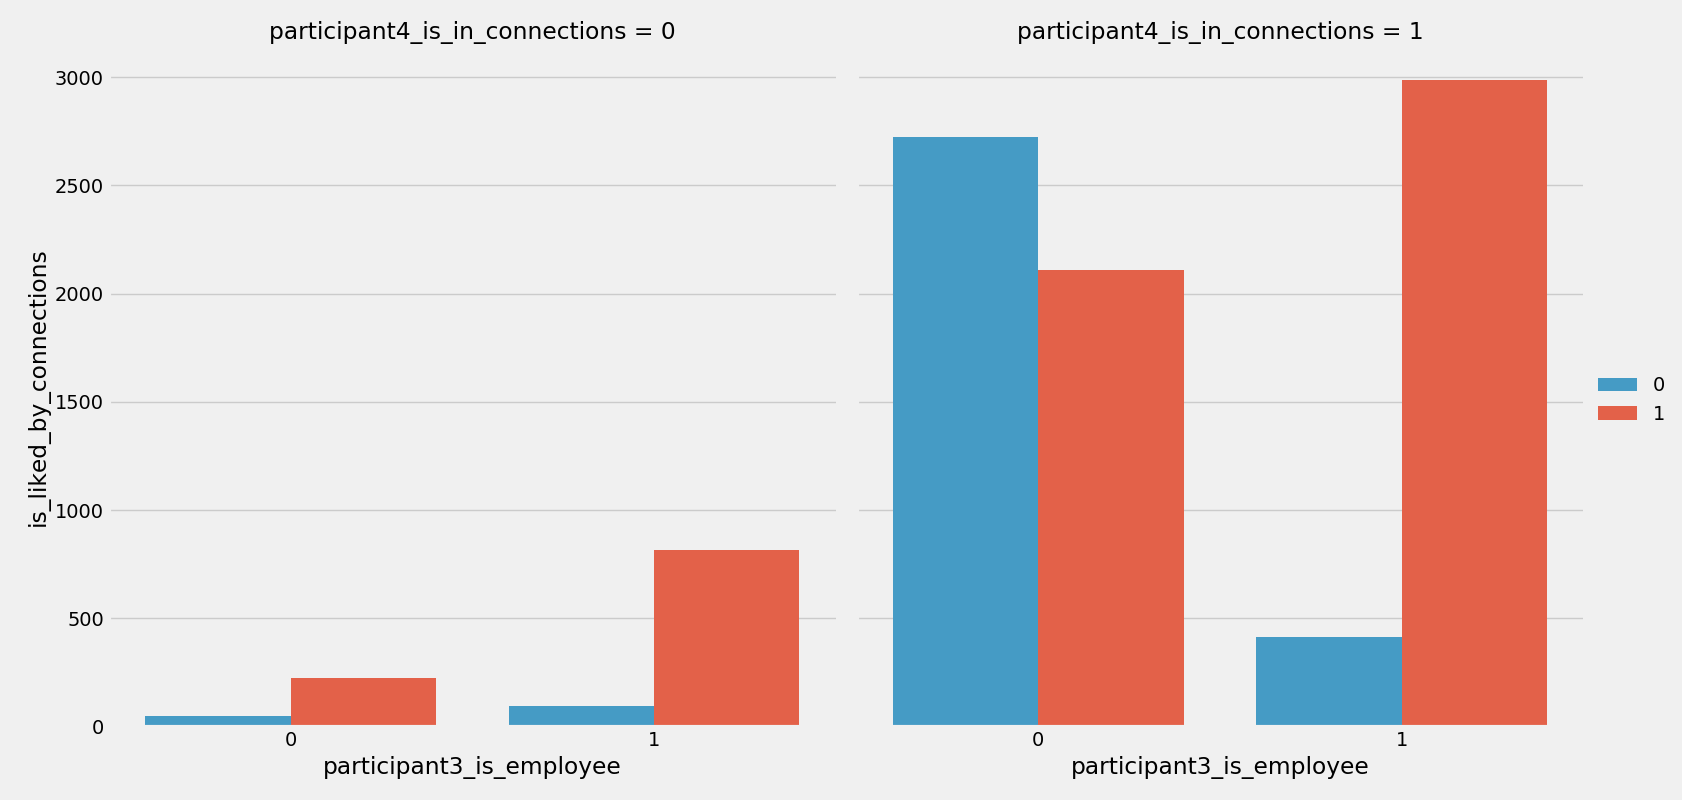 participant4_is_in_connections = 0
participant4_is_in_connections = 1
3000
2500
2000
1500
1000
500
0
is_liked_by_connections
0
1
0
1
participant3_is_employee
participant3_is_employee
0
1